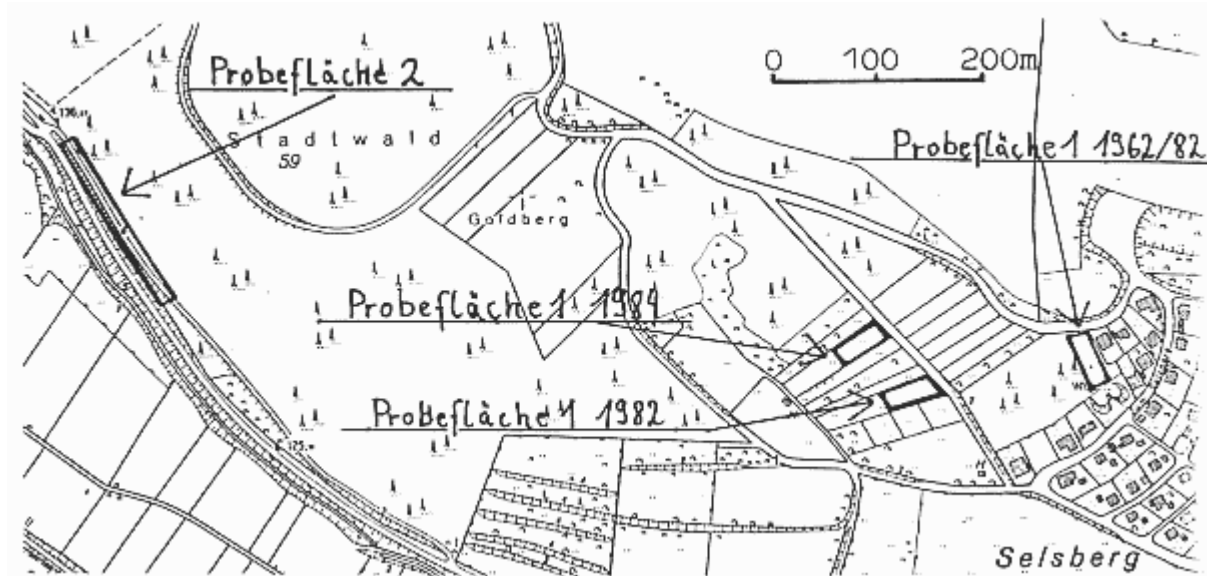 Probefläche 2
0 100 200m
Stadtwald
59
Probefläche 1 1962/82
Goldberg
Probefläche 1 1984
Probefläche 1 1982
Selsberg